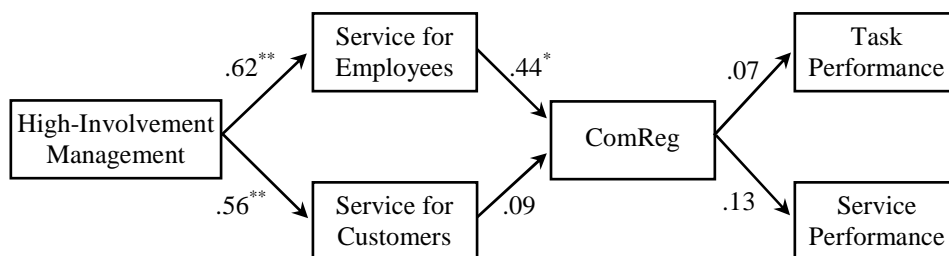 Service for
Employees
Task
Performance
.62**
.44*
.07
High-Involvement
Management
ComReg
.56**
.09
.13
Service for
Customers
Service
Performance